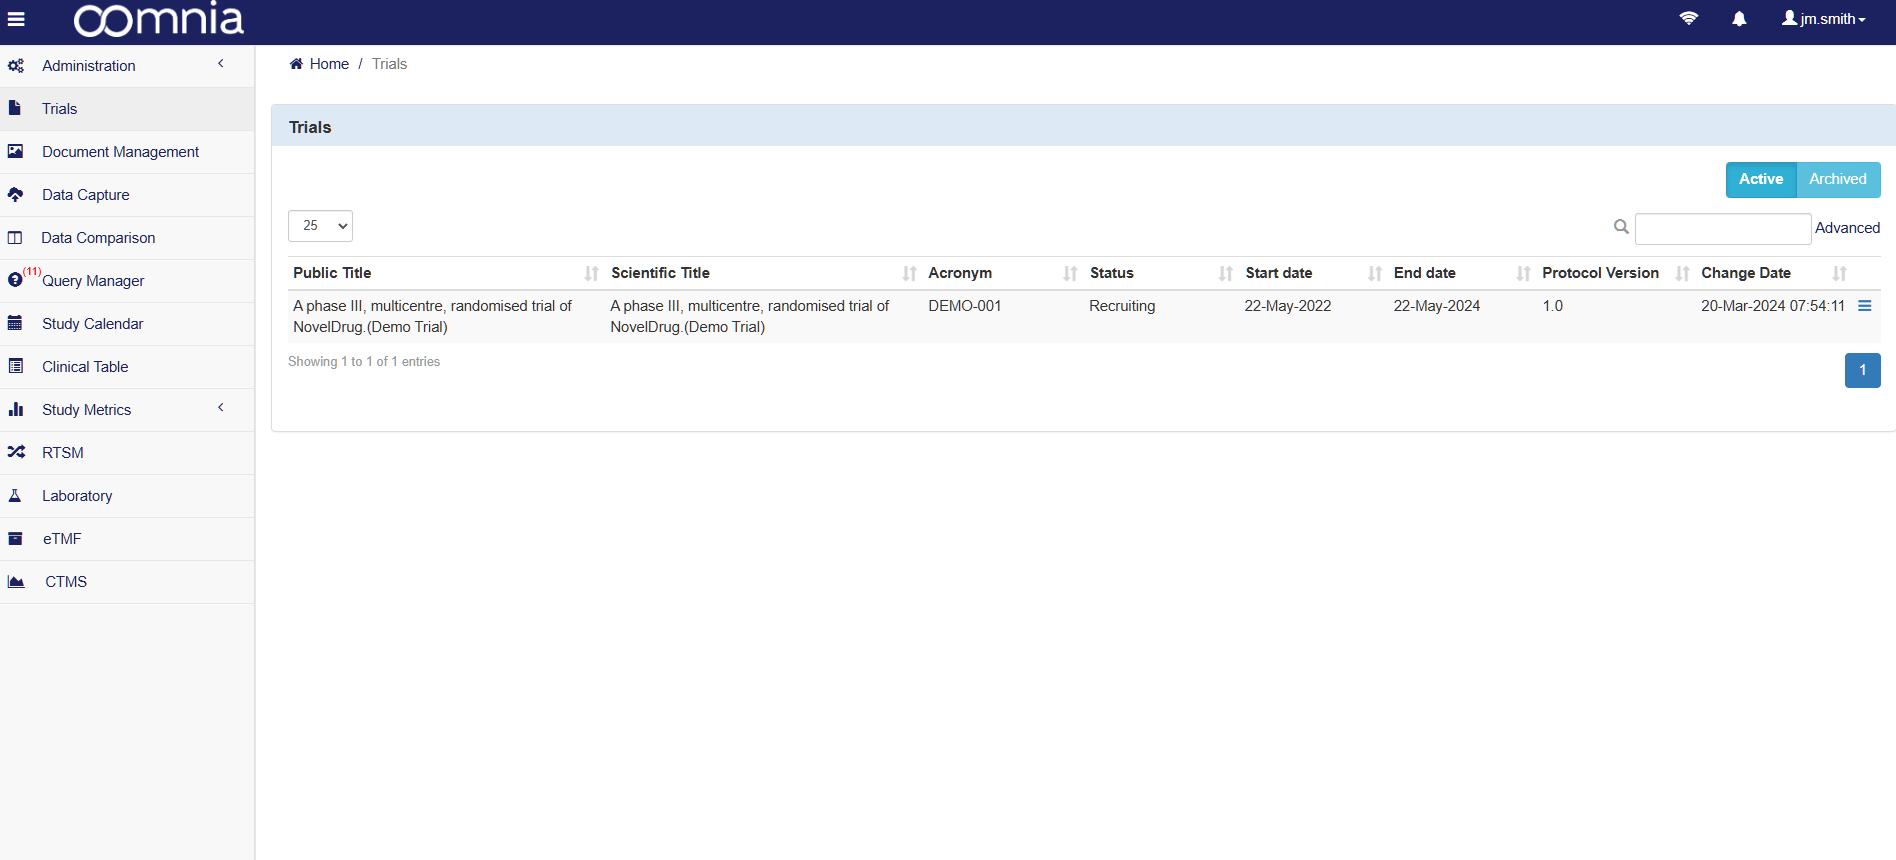 oomnia
jm.smith
Administration
Trials
Document Management
Data Capture
Data Comparison
(11)
Query Manager
Study Calendar
Clinical Table
Study Metrics
RTSM
Laboratory
eTMF
CTMS
Home / Trials
Trials
Active Archived
25
Advanced
Public Title Scientific Title Acronym Status Start date End date Protocol Version Change Date
A phase III, multicentre, randomised trial of A phase III, multicentre, randomised trial of DEMO-001 Recruiting 22-May-2022 22-May-2024 1.0 20-Mar-2024 07:54:11
NovelDrug.(Demo Trial) NovelDrug.(Demo Trial)
Showing 1 to 1 of 1 entries
1